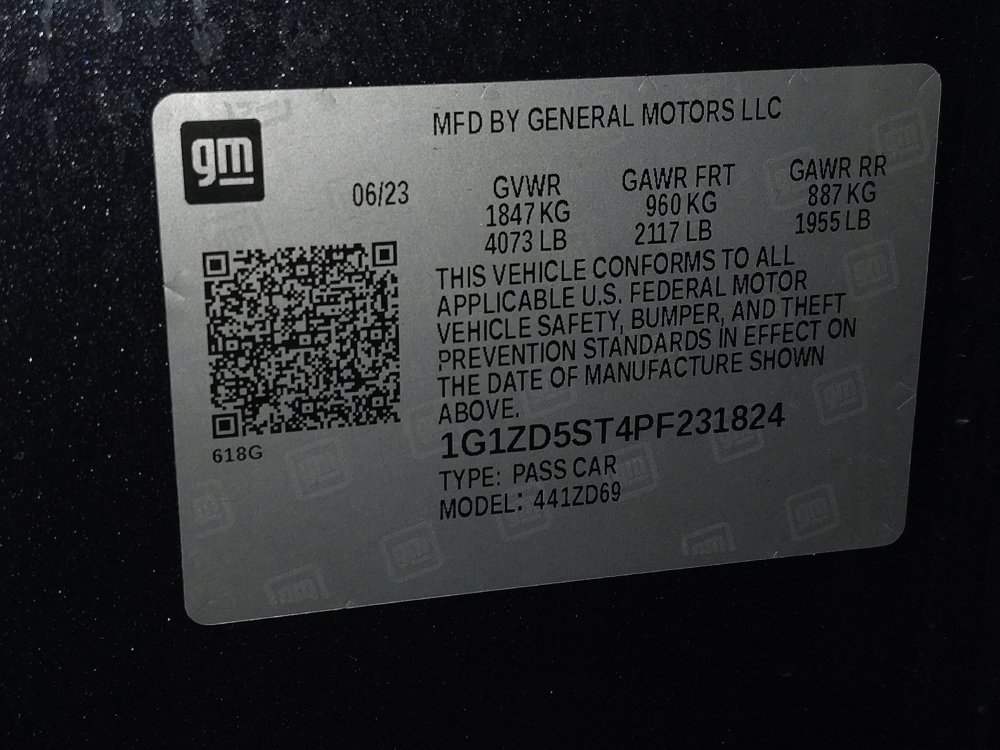 MFD BY GENERAL MOTORS LLC
gm
06/23
GVWR
1847 KG
4073 LB
GAWR FRT
960 KG
2117 LB
GAWR RR
887 KG
1955 LB
THIS VEHICLE CONFORMS TO ALL
APPLICABLE U.S. FEDERAL MOTOR
VEHICLE SAFETY, BUMPER, AND THEFT
PREVENTION STANDARDS IN EFFECT ON
THE DATE OF MANUFACTURE SHOWN
ABOVE.
1G1ZD5ST4PF231824
TYPE: PASS CAR
MODEL: 441ZD69
618G